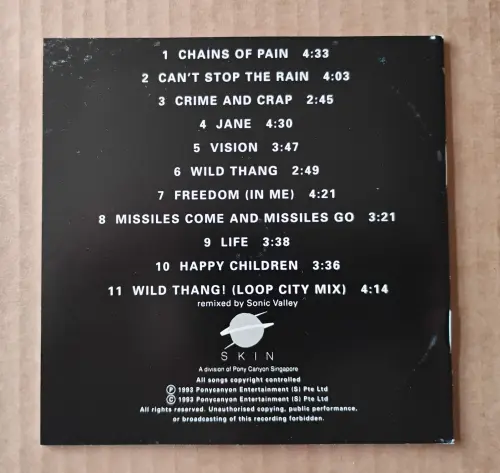 1 CHAINS OF PAIN 4:33
2 CAN'T STOP THE RAIN 4:03
3 CRIME AND CRAP 2:45
4 JANE 4:30
5 VISION 3:47
6 WILD THANG 2:49
7 FREEDOM (IN ME) 4:21
8 MISSILES COME AND MISSILES GO 3:21
9 LIFE 3:38
10 HAPPY CHILDREN 3:36
11 WILD THANG! (LOOP CITY MIX) 4:14
remixed by Sonic Valley
SKIN
A division of Pony Canyon Singapore
All songs copyright controlled
Ⓟ 1993 Ponycanyon Entertainment (S) Pte Ltd
© 1993 Ponycanyon Entertainment (S) Pte Ltd
All rights reserved. Unauthorised copying, public performance,
or broadcasting of this recording forbidden.